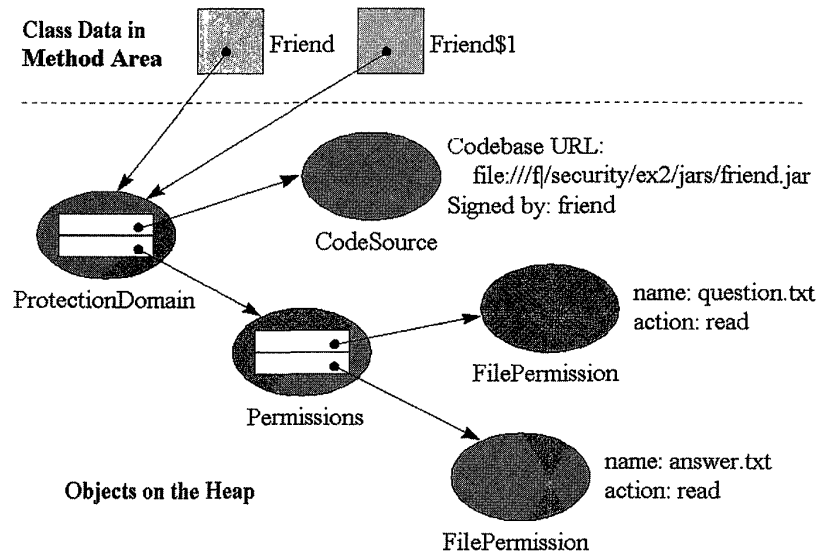 Class Data in
Method Area
Friend
Friend$1
Codebase URL:
file:///f|/security/ex2/jars/friend.jar
Signed by: friend
CodeSource
ProtectionDomain
name: question.txt
action: read
FilePermission
Permissions
name: answer.txt
action: read
Objects on the Heap
FilePermission